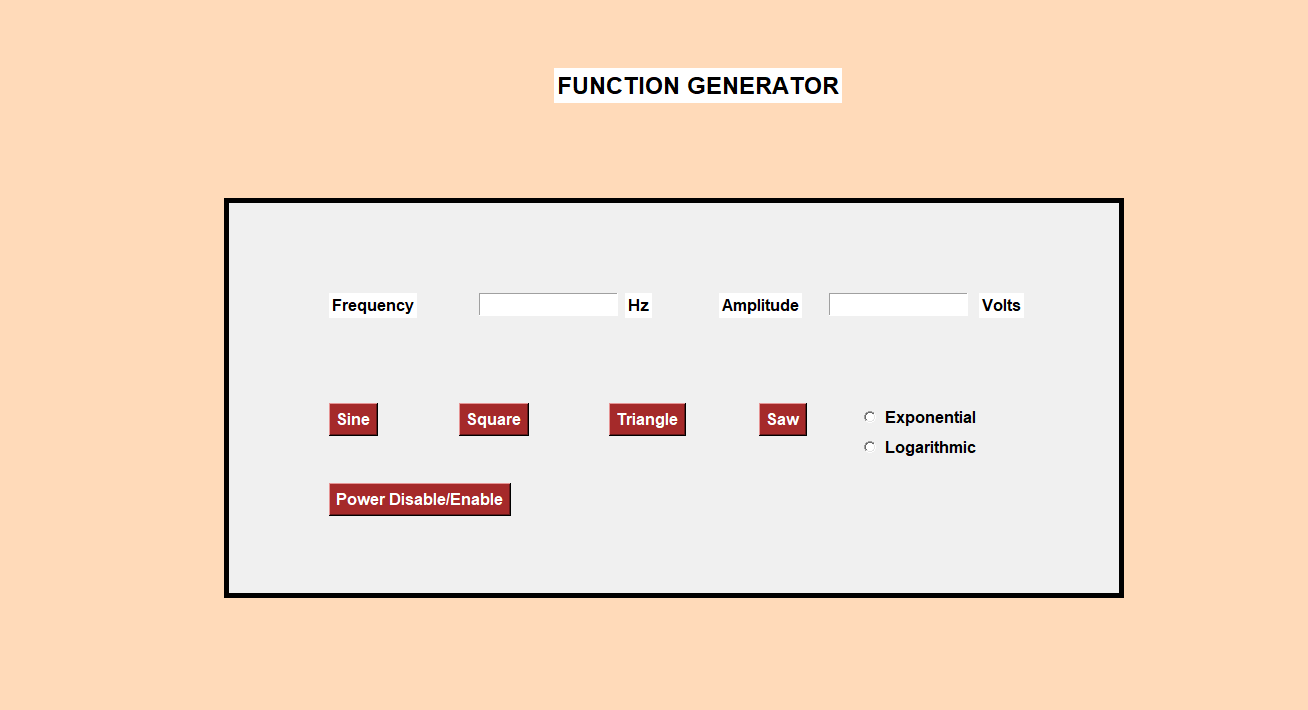 FUNCTION GENERATOR
Frequency Hz Amplitude Volts
Sine Square Triangle Saw Exponential
Logarithmic
Power Disable/Enable